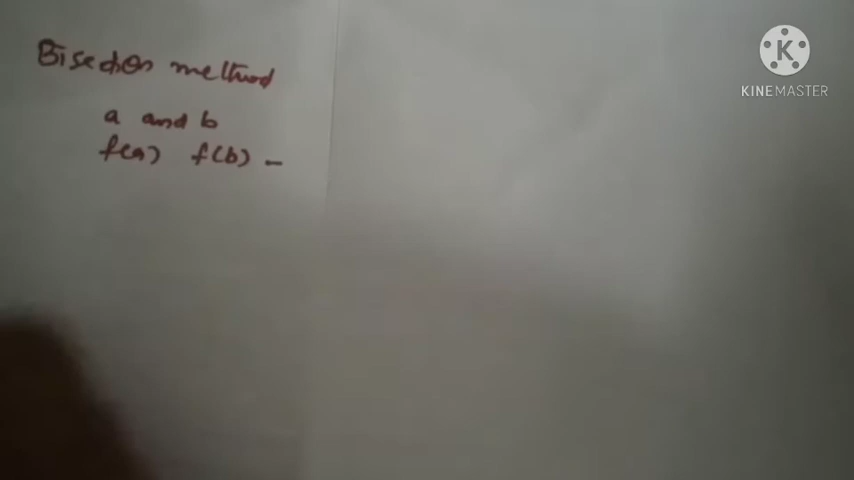 Bisection method
a and b
f(a) f(b) -
K
KINEMASTER